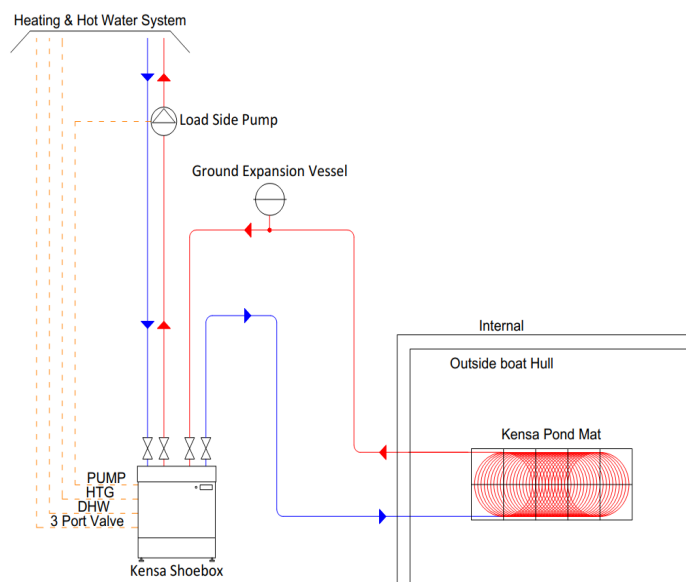 Heating & Hot Water System
Load Side Pump
Ground Expansion Vessel
Internal
Outside boat Hull
Kensa Pond Mat
PUMP
HTG
DHW
3 Port Valve
Kensa Shoebox